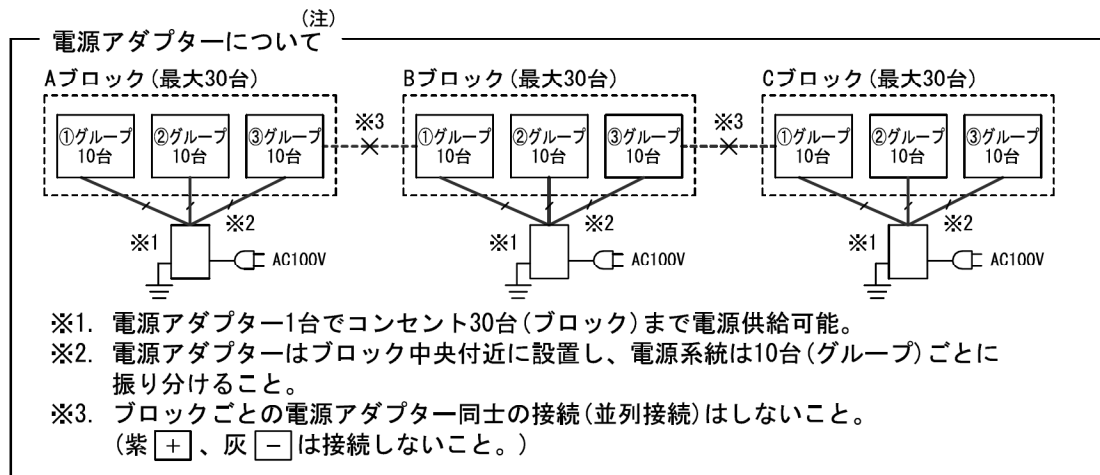 電源アダプターについて(注)
Aブロック(最大30台)
Bブロック(最大30台)
Cブロック(最大30台)
①グループ
10台
②グループ
10台
③グループ
10台
※3
①グループ
10台
②グループ
10台
③グループ
10台
※3
①グループ
10台
②グループ
10台
③グループ
10台
※1
※2
AC100V
※1
※2
AC100V
※1
※2
AC100V
※1. 電源アダプター1台でコンセント30台(ブロック)まで電源供給可能。
※2. 電源アダプターはブロック中央付近に設置し、電源系統は10台(グループ)ごとに
振り分けること。
※3. ブロックごとの電源アダプター同士の接続(並列接続)はしないこと。
(紫 + 、灰 − は接続しないこと。)